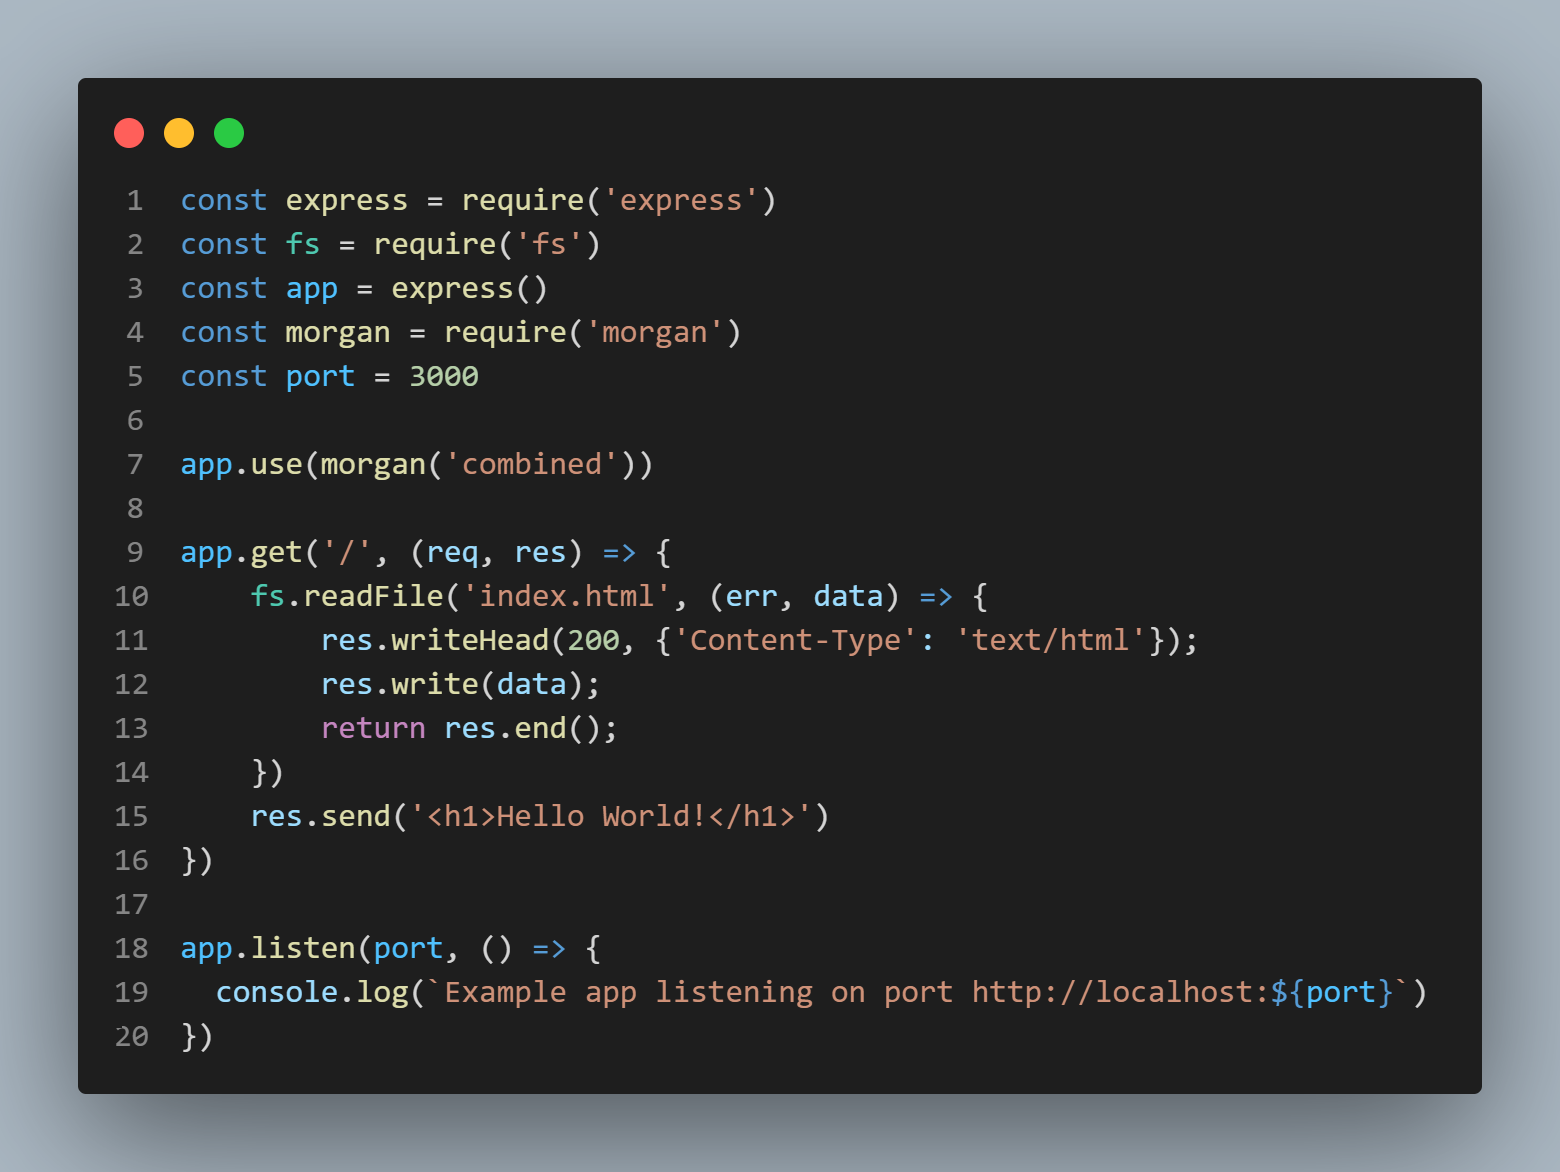 1 const express = require('express')
2 const fs = require('fs')
3 const app = express()
4 const morgan = require('morgan')
5 const port = 3000
6
7 app.use(morgan('combined'))
8
9 app.get('/', (req, res) => {
10     fs.readFile('index.html', (err, data) => {
11         res.writeHead(200, {'Content-Type': 'text/html'});
12         res.write(data);
13         return res.end();
14     })
15     res.send('<h1>Hello World!</h1>')
16 })
17
18 app.listen(port, () => {
19   console.log(`Example app listening on port http://localhost:${port}`)
20 })